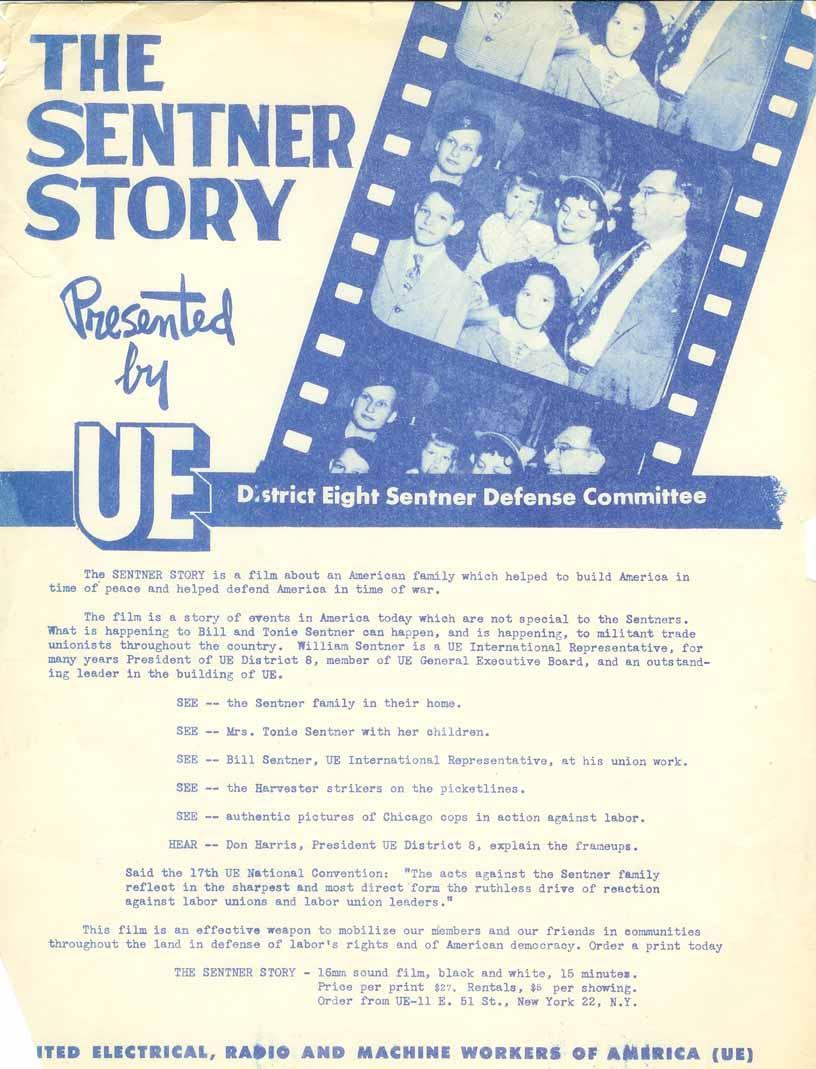 THE
SENTNER
STORY
Presented
by
UE
District Eight Sentner Defense Committee
The SENTNER STORY is a film about an American family which helped to build America in
time of peace and helped defend America in time of war.
The film is a story of events in America today which are not special to the Sentners.
What is happening to Bill and Tonie Sentner can happen, and is happening, to militant trade
unionists throughout the country. William Sentner is a UE International Representative, for
many years President of UE District 8, member of UE General Executive Board, and an outstand-
ing leader in the building of UE.
SEE -- the Sentner family in their home.
SEE -- Mrs. Tonie Sentner with her children.
SEE -- Bill Sentner, UE International Representative, at his union work.
SEE -- the Harvester strikers on the picketlines.
SEE -- authentic pictures of Chicago cops in action against labor.
HEAR -- Don Harris, President UE District 8, explain the frameups.
Said the 17th UE National Convention: "The acts against the Sentner family
reflect in the sharpest and most direct form the ruthless drive of reaction
against labor unions and labor union leaders."
This film is an effective weapon to mobilize our members and our friends in communities
throughout the land in defense of labor's rights and of American democracy. Order a print today
THE SENTNER STORY - 16mm sound film, black and white, 15 minutes.
Price per print $27. Rentals, $5 per showing.
Order from UE-11 E. 51 St., New York 22, N.Y.
ITED ELECTRICAL, RADIO AND MACHINE WORKERS OF AMERICA (UE)